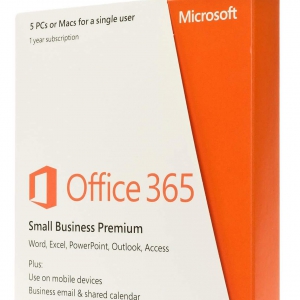 5 PCs or Macs for a single user
1 year subscription
Microsoft
Office 365
Small Business Premium
Word, Excel, PowerPoint, Outlook, Access
Plus:
Use on mobile devices
Business email & shared calendar